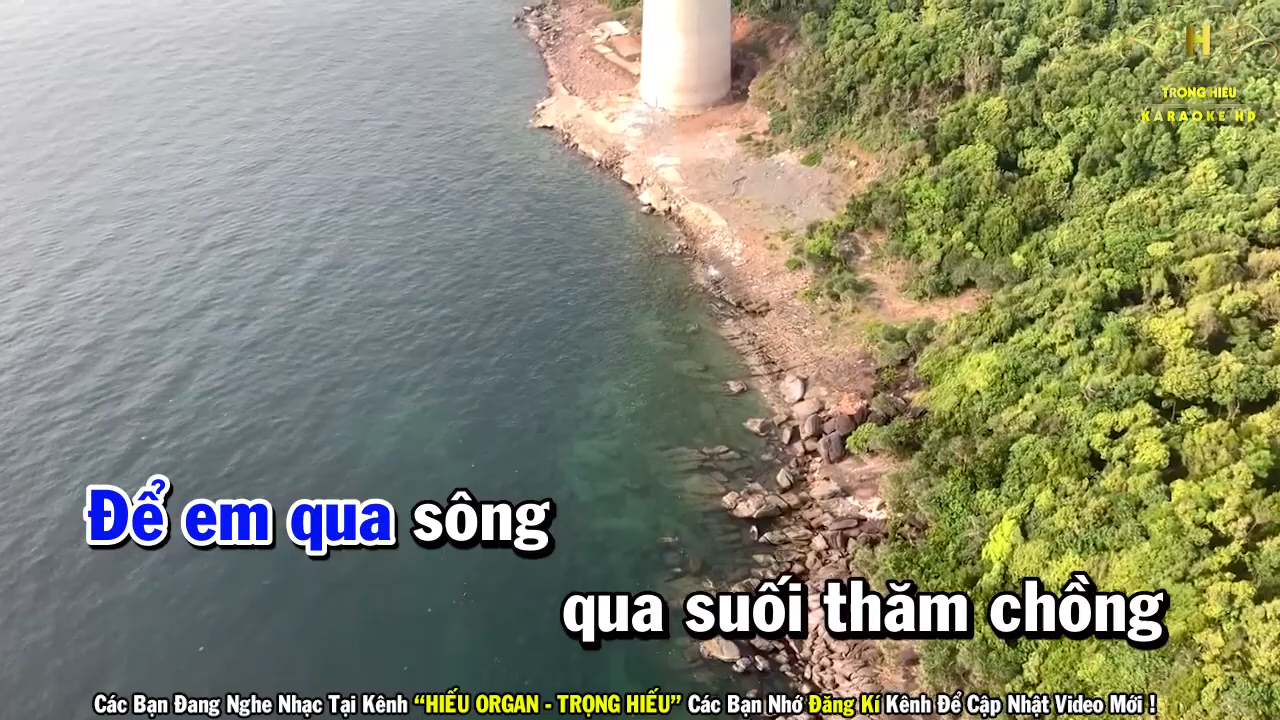 H
TRỌNG HIẾU
KARAOKE HD
Để em qua sông
qua suối thăm chồng
Các Bạn Đang Nghe Nhạc Tại Kênh “HIẾU ORGAN - TRỌNG HIẾU” Các Bạn Nhớ Đăng Kí Kênh Để Cập Nhật Video Mới !